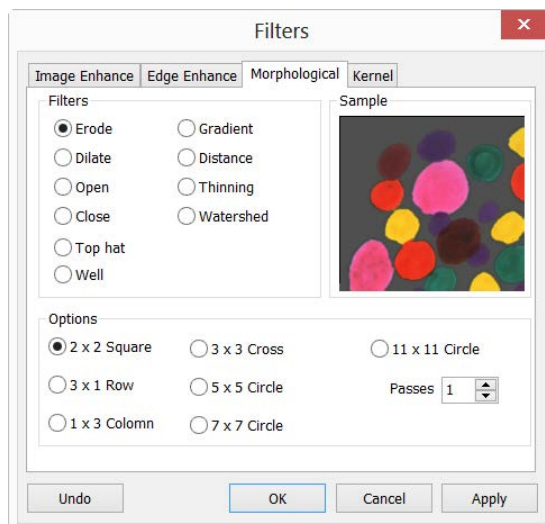 Filters
Image Enhance Edge Enhance Morphological Kernel
Filters
Sample
Erode Gradient
Dilate Distance
Open Thinning
Close Watershed
Top hat
Well
Options
2 x 2 Square 3 x 3 Cross 11 x 11 Circle
3 x 1 Row 5 x 5 Circle Passes 1
1 x 3 Colomn 7 x 7 Circle
Undo OK Cancel Apply